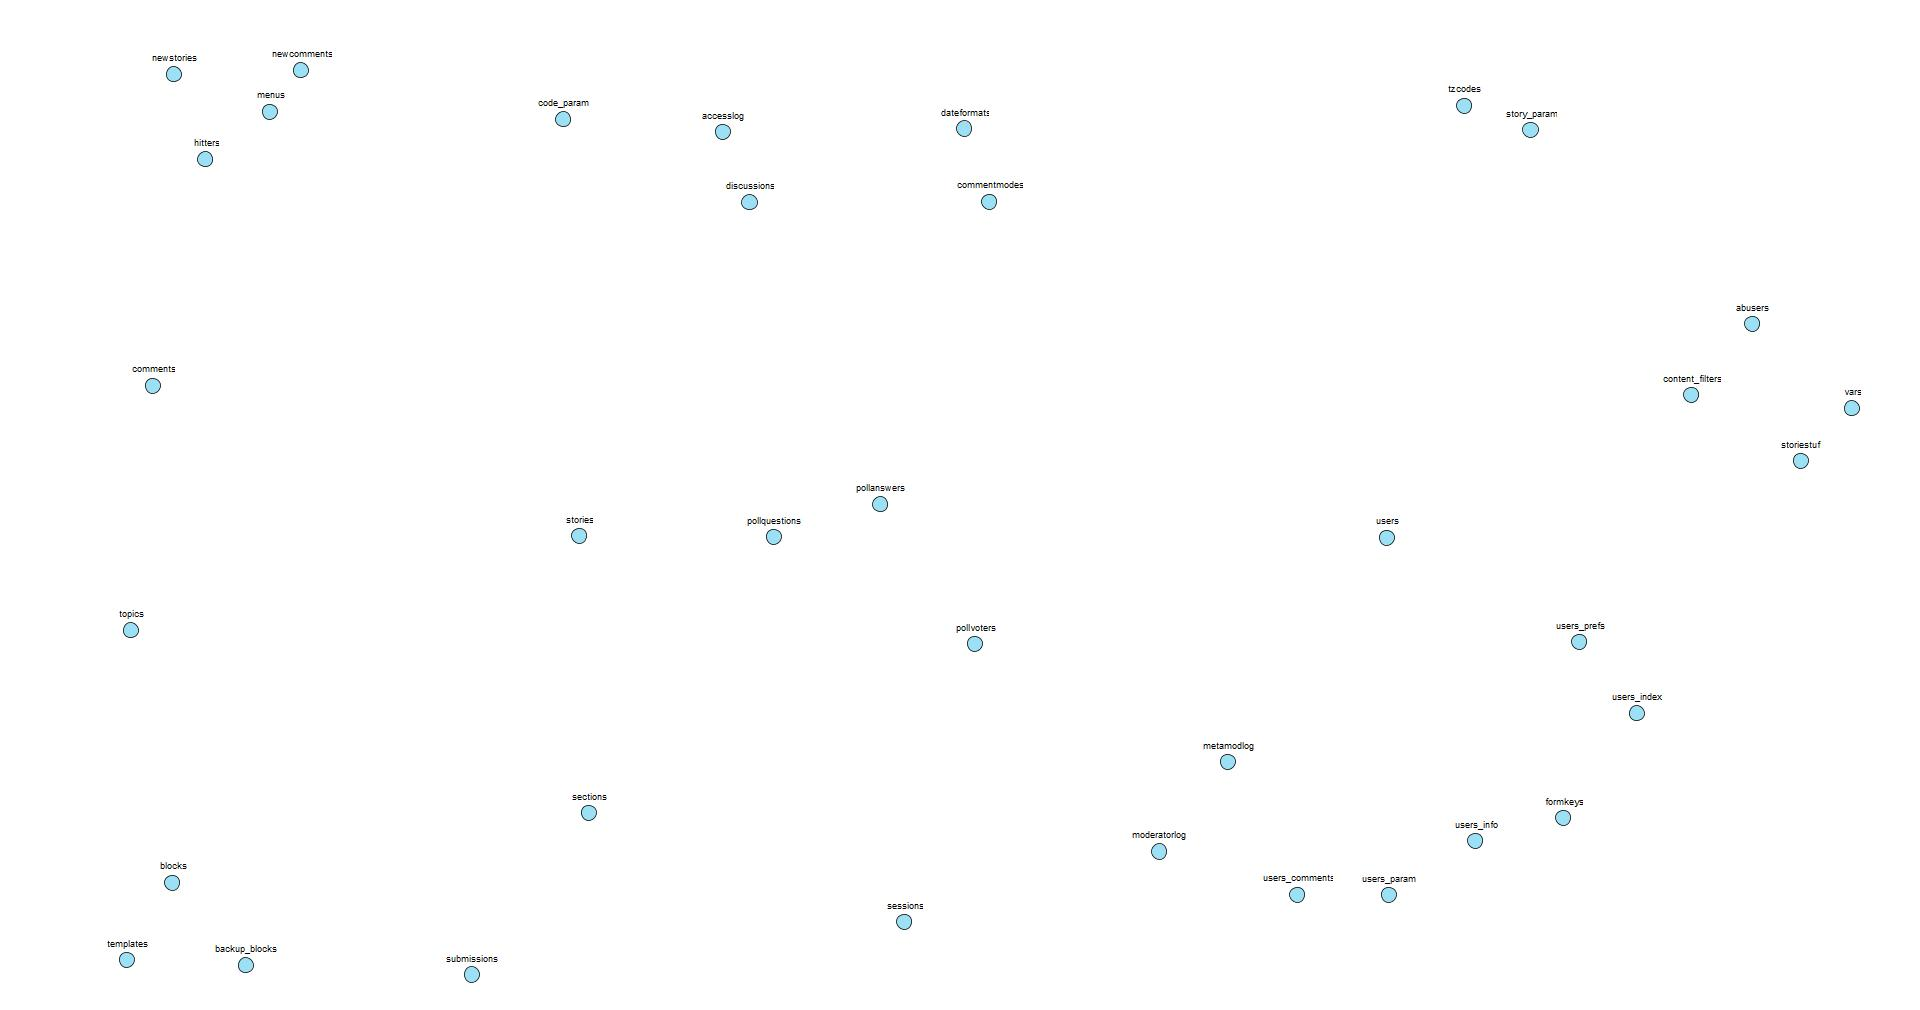 newstories
newcomments
menus
hitters
code_param
accesslog
dateformats
discussions
commentmodes
tzcodes
story_param
abusers
comments
content_filters
vars
storiestuf
pollanswers
stories
pollquestions
users
topics
pollvoters
users_prefs
users_index
metamodlog
sections
formkeys
users_info
moderatorlog
blocks
users_comments
users_param
sessions
templates
backup_blocks
submissions